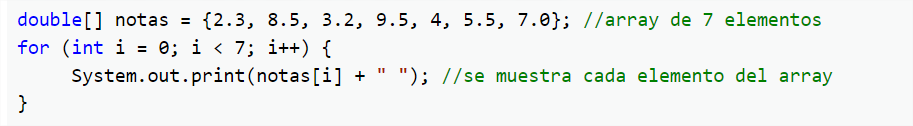 double[] notas = {2.3, 8.5, 3.2, 9.5, 4, 5.5, 7.0}; //array de 7 elementos
for (int i = 0; i < 7; i++) {
     System.out.print(notas[i] + " "); //se muestra cada elemento del array
}